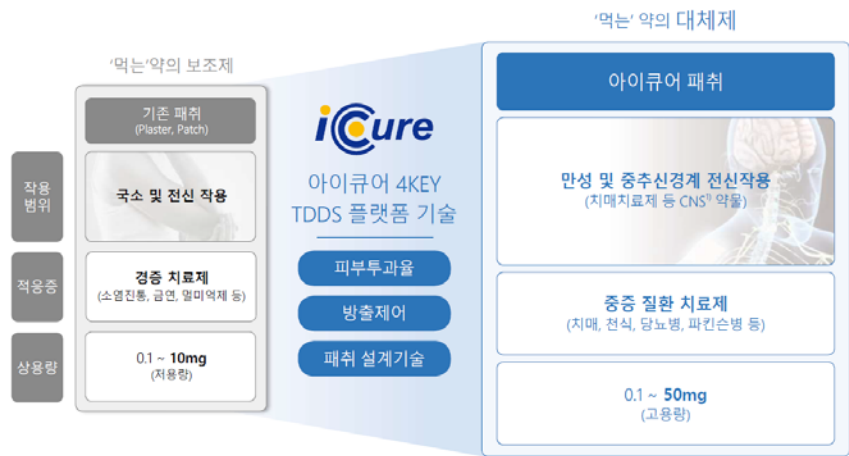 '먹는'약의 보조제
기존 패취
(Plaster, Patch)
작용
범위
국소 및 전신 작용
적응증
경증 치료제
(소염진통, 금연, 멀미억제 등)
상용량
0.1 ~ 10mg
(저용량)
iCure
아이큐어 4KEY
TDDS 플랫폼 기술
피부투과율
방출제어
패취 설계기술
'먹는' 약의 대체제
아이큐어 패취
만성 및 중추신경계 전신작용
(치매치료제 등 CNS¹⁾ 약물)
중증 질환 치료제
(치매, 천식, 당뇨병, 파킨슨병 등)
0.1 ~ 50mg
(고용량)